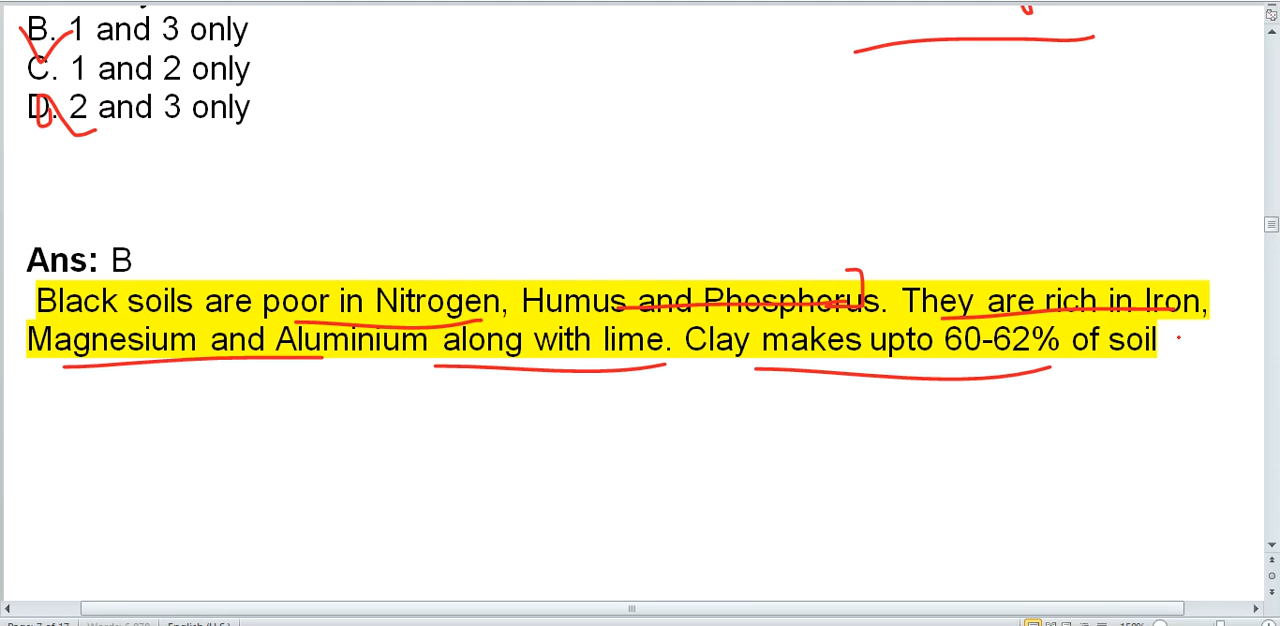 B. 1 and 3 only
C. 1 and 2 only
D. 2 and 3 only
Ans: B
Black soils are poor in Nitrogen, Humus and Phosphorus. They are rich in Iron,
Magnesium and Aluminium along with lime. Clay makes upto 60-62% of soil